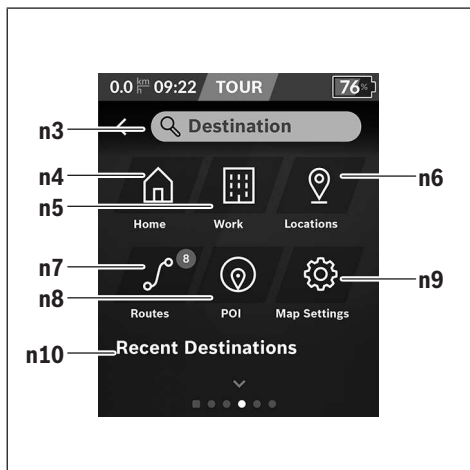 0.0 km/h 09:22 TOUR 76%
n3 Destination
n4 n6
n5
Home Work Locations
n7 8
n8 n9
Routes POI Map Settings
n10 Recent Destinations